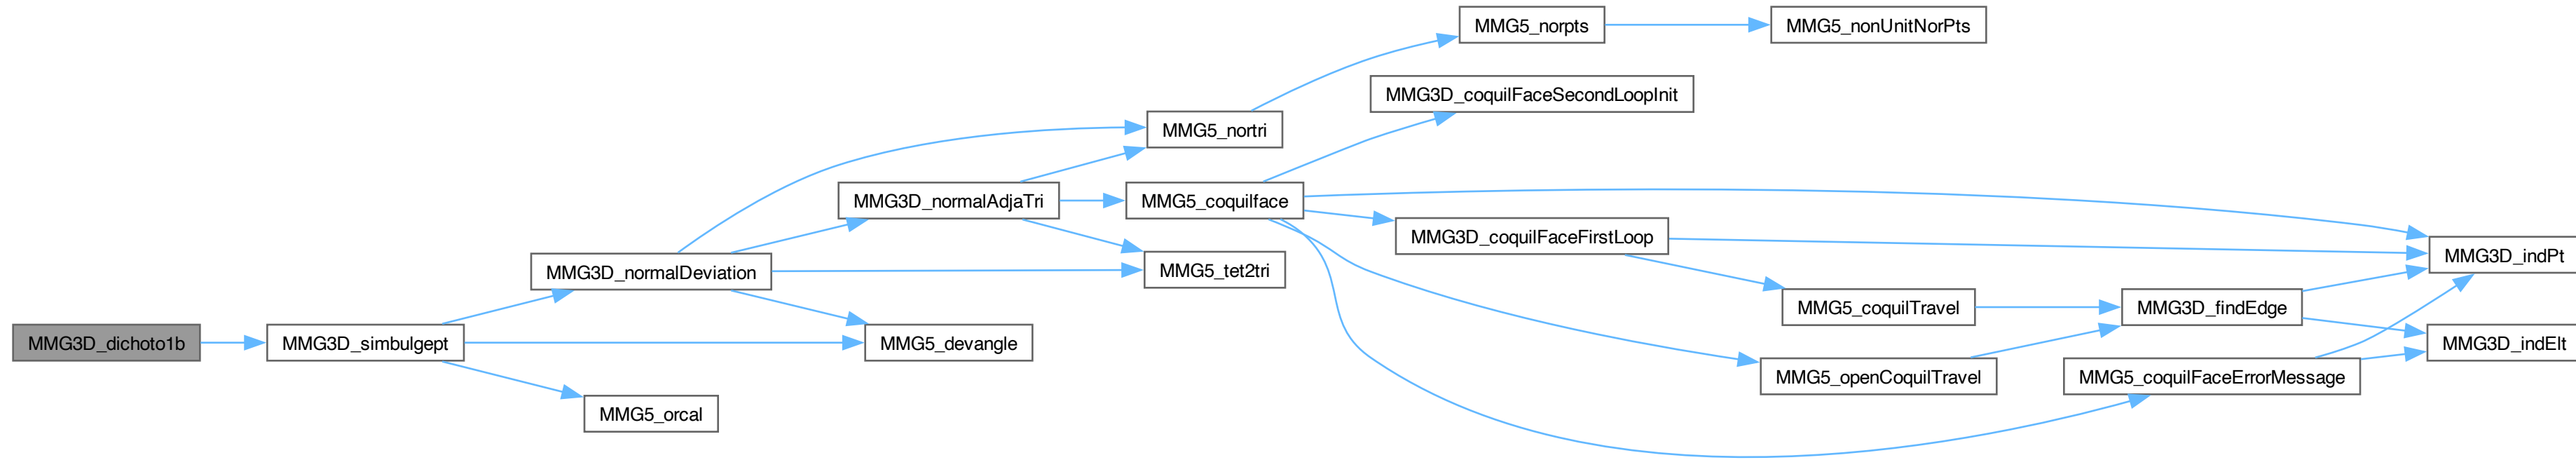 MMG3D_dichoto1b
MMG3D_simbulgept
MMG3D_normalDeviation
MMG5_orcal
MMG3D_normalAdjaTri
MMG5_devangle
MMG5_nortri
MMG5_coquilface
MMG5_tet2tri
MMG5_norpts
MMG3D_coquilFaceSecondLoopInit
MMG3D_coquilFaceFirstLoop
MMG5_nonUnitNorPts
MMG5_coquilTravel
MMG5_openCoquilTravel
MMG3D_findEdge
MMG5_coquilFaceErrorMessage
MMG3D_indPt
MMG3D_indElt